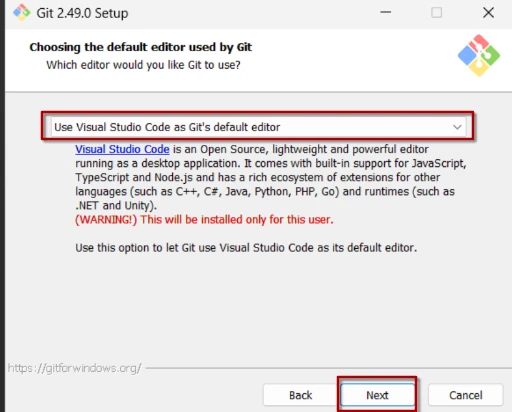 Git 2.49.0 Setup
Choosing the default editor used by Git
Which editor would you like Git to use?
Use Visual Studio Code as Git's default editor
Visual Studio Code is an Open Source, lightweight and powerful editor
running as a desktop application. It comes with built-in support for JavaScript,
TypeScript and Node.js and has a rich ecosystem of extensions for other
languages (such as C++, C#, Java, Python, PHP, Go) and runtimes (such as
.NET and Unity).
(WARNING!) This will be installed only for this user.
Use this option to let Git use Visual Studio Code as its default editor.
https://gitforwindows.org/
Back Next Cancel